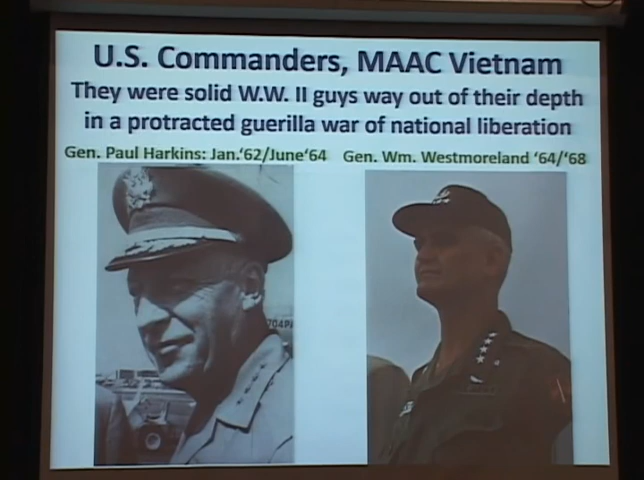 U.S. Commanders, MAAC Vietnam
They were solid W.W. II guys way out of their depth
in a protracted guerilla war of national liberation
Gen. Paul Harkins: Jan.‘62/June‘64 Gen. Wm. Westmoreland ‘64/‘68